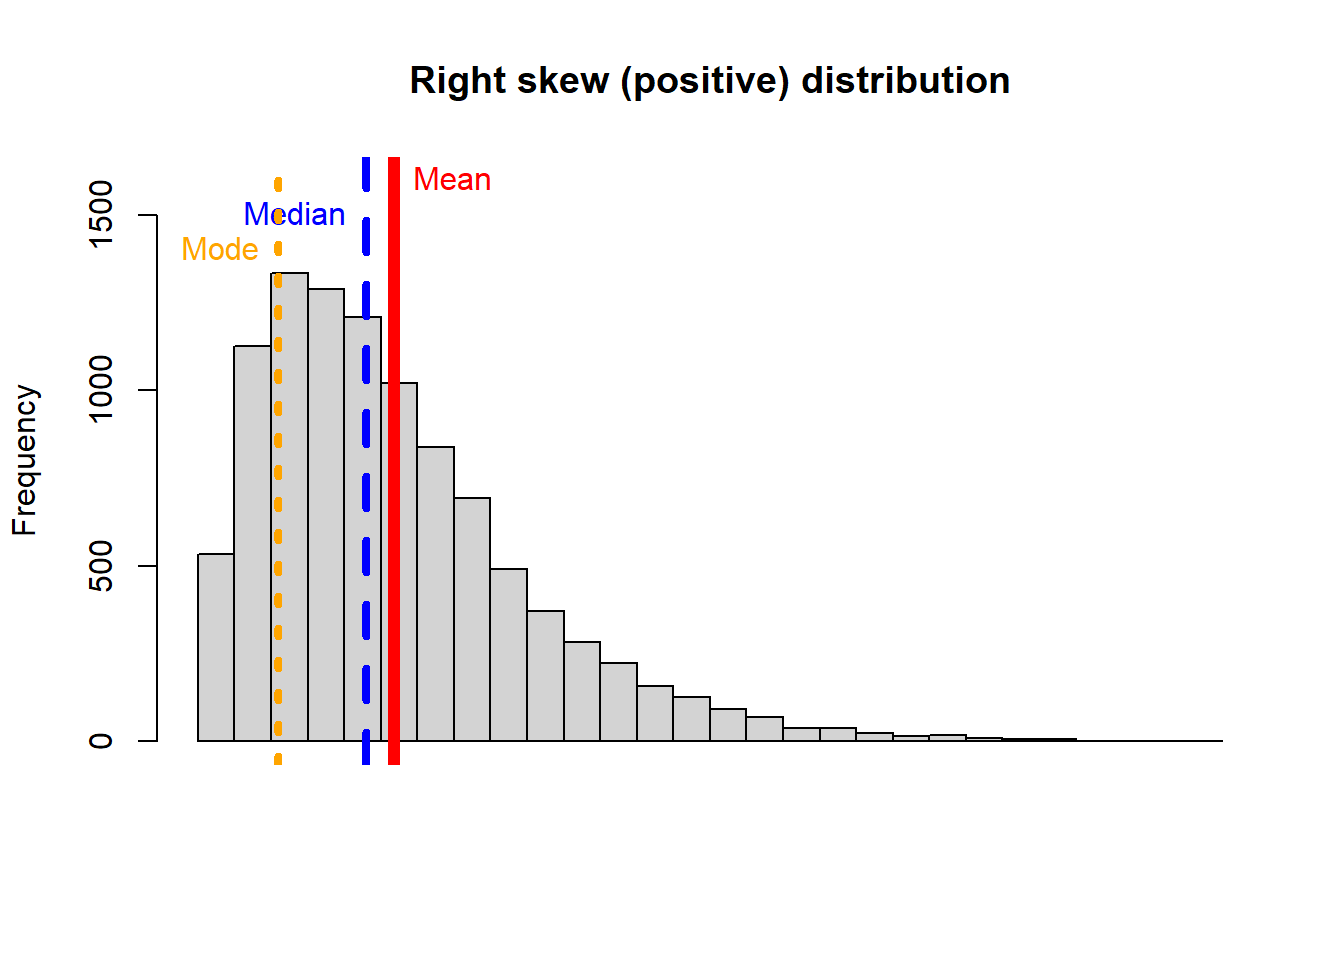 Right skew (positive) distribution
Mean
Median
Mode
Frequency
1500
1000
500
0